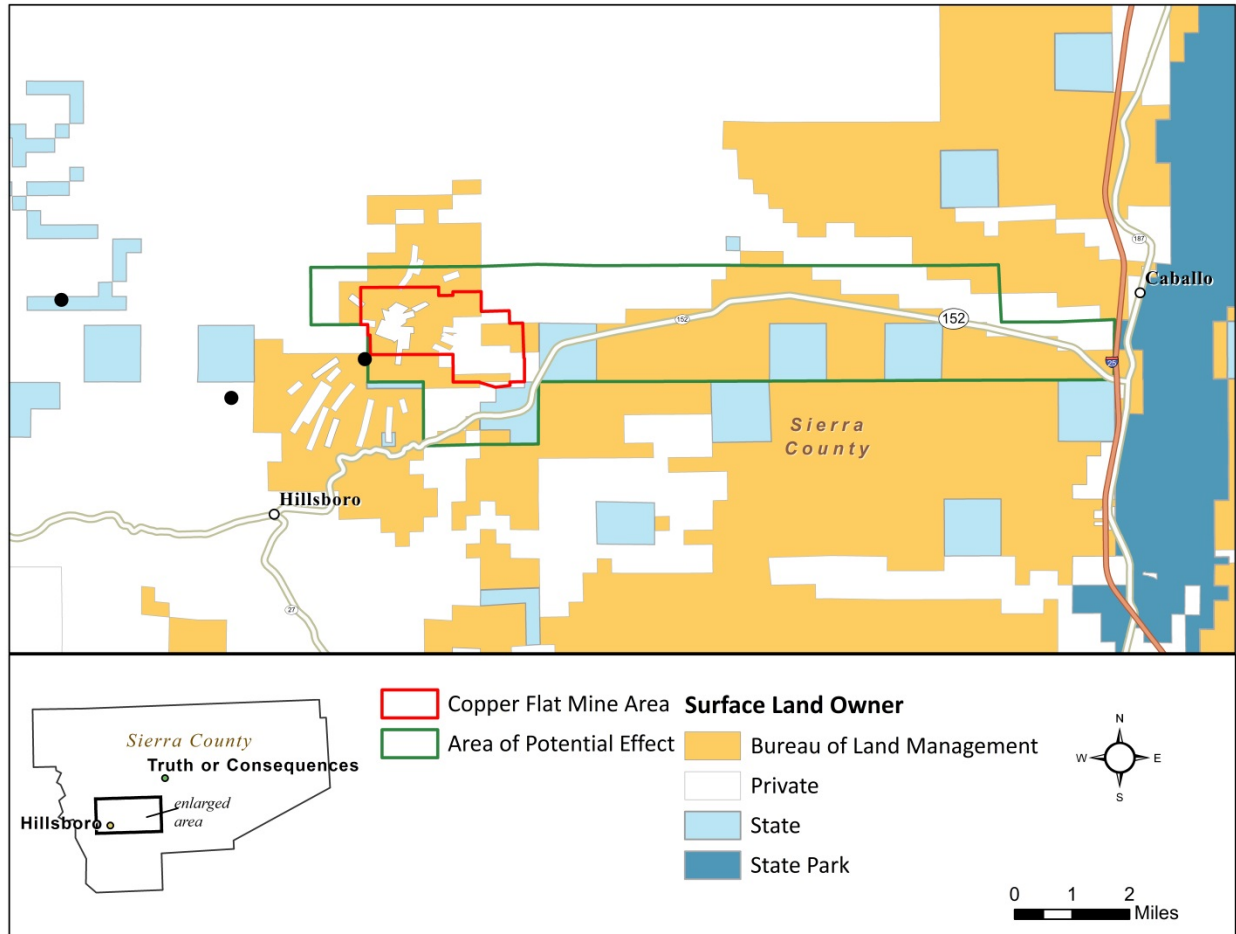 187
Caballo
152
152
25
Sierra
County
Hillsboro
27
Sierra County
Truth or Consequences
enlarged
area
Hillsboro
Copper Flat Mine Area
Area of Potential Effect
Surface Land Owner
Bureau of Land Management
Private
State
State Park
N
W E
S
0 1 2
Miles